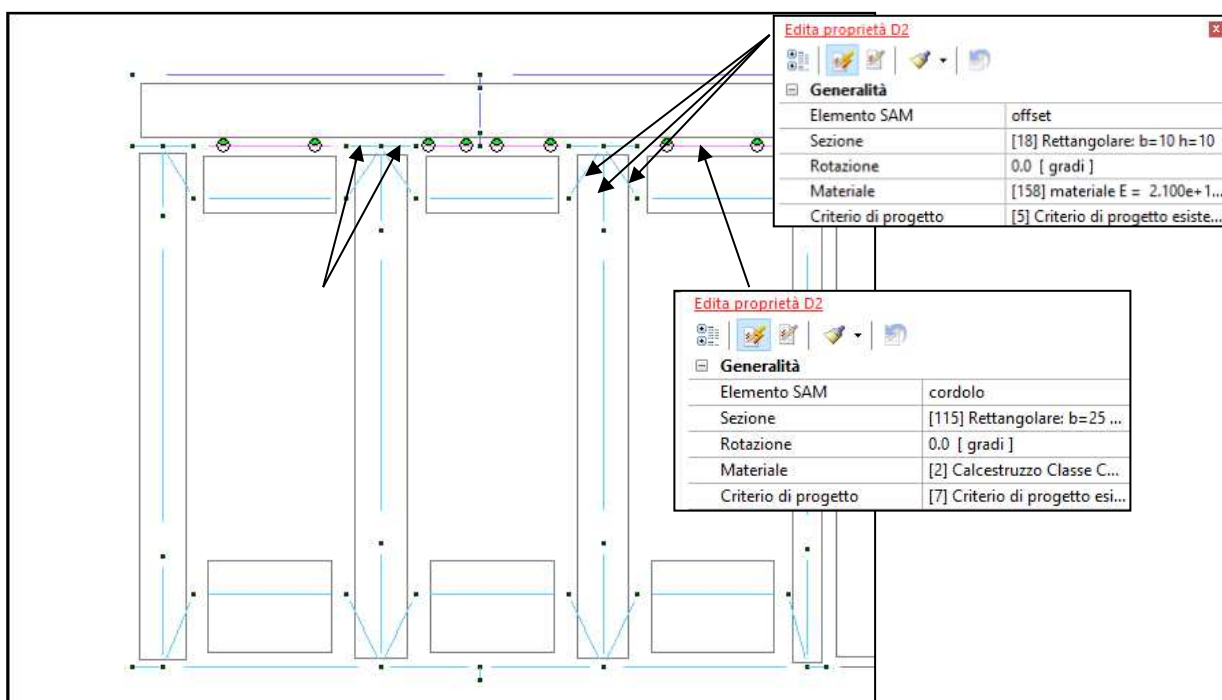 Edita proprietà D2
Generalità
Elemento SAM offset
Sezione [18] Rettangolare: b=10 h=10
Rotazione 0.0 [ gradi ]
Materiale [158] materiale E = 2.100e+1...
Criterio di progetto [5] Criterio di progetto esiste...
Edita proprietà D2
Generalità
Elemento SAM cordolo
Sezione [115] Rettangolare: b=25 ...
Rotazione 0.0 [ gradi ]
Materiale [2] Calcestruzzo Classe C...
Criterio di progetto [7] Criterio di progetto esi...